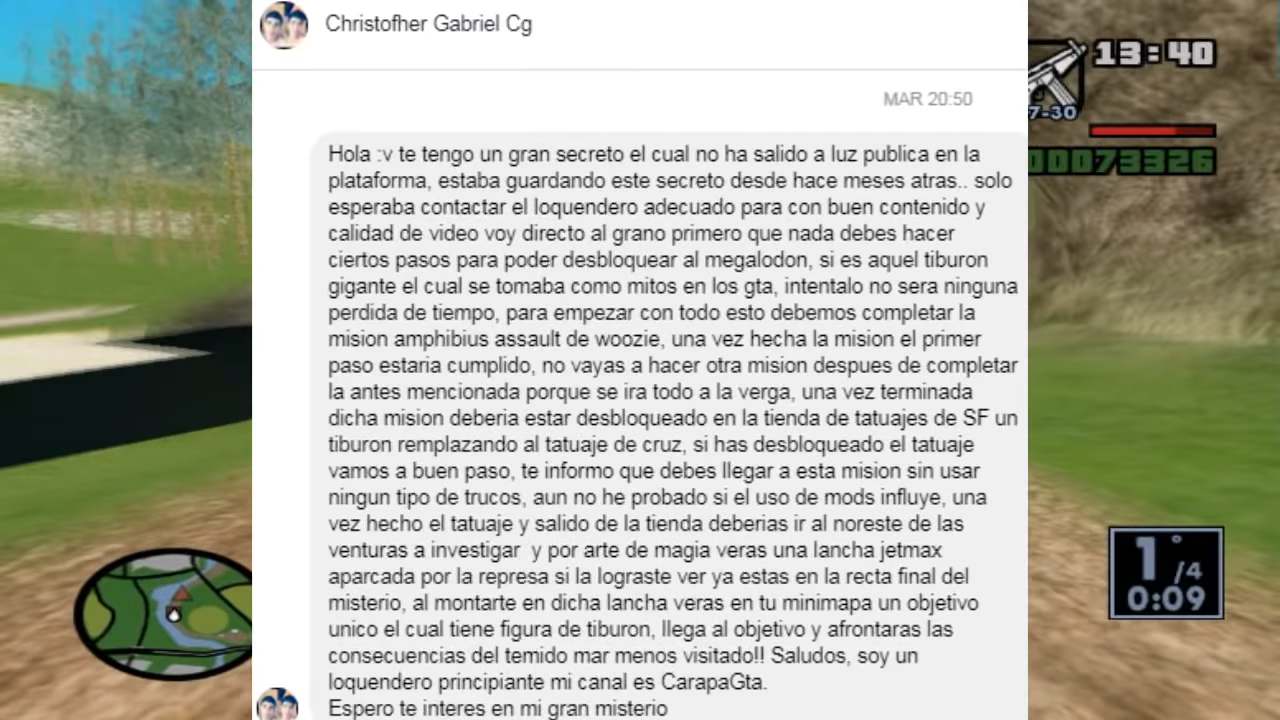 Christofher Gabriel Cg
MAR 20:50
Hola :v te tengo un gran secreto el cual no ha salido a luz publica en la
plataforma, estaba guardando este secreto desde hace meses atras.. solo
esperaba contactar el loquendero adecuado para con buen contenido y
calidad de video voy directo al grano primero que nada debes hacer
ciertos pasos para poder desbloquear al megalodon, si es aquel tiburon
gigante el cual se tomaba como mitos en los gta, intentalo no sera ninguna
perdida de tiempo, para empezar con todo esto debemos completar la
mision amphibius assault de woozie, una vez hecha la mision el primer
paso estaria cumplido, no vayas a hacer otra mision despues de completar
la antes mencionada porque se ira todo a la verga, una vez terminada
dicha mision deberia estar desbloqueado en la tienda de tatuajes de SF un
tiburon remplazando al tatuaje de cruz, si has desbloqueado el tatuaje
vamos a buen paso, te informo que debes llegar a esta mision sin usar
ningun tipo de trucos, aun no he probado si el uso de mods influye, una
vez hecho el tatuaje y salido de la tienda deberias ir al noreste de las
venturas a investigar y por arte de magia veras una lancha jetmax
aparcada por la represa si la lograste ver ya estas en la recta final del
misterio, al montarte en dicha lancha veras en tu minimapa un objetivo
unico el cual tiene figura de tiburon, llega al objetivo y afrontaras las
consecuencias del temido mar menos visitado!! Saludos, soy un
loquendero principiante mi canal es CarapaGta.
Espero te interes en mi gran misterio
13:40
7-30
00073326
1° /4
0:09